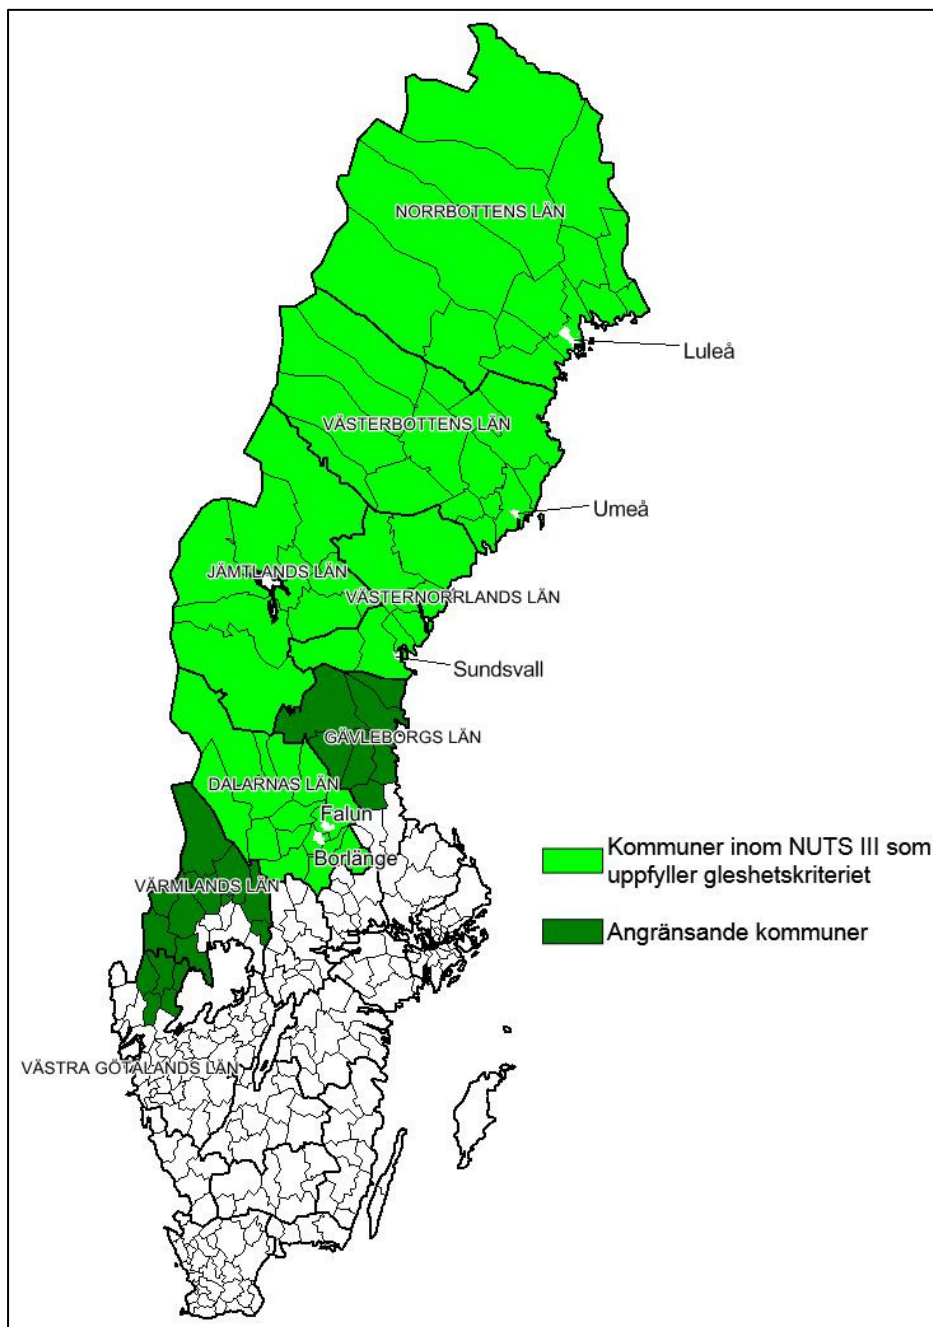 NORRBOTTENS LÄN
Luleå
VÄSTERBOTTENS LÄN
Umeå
JÄMTLANDS LÄN
VÄSTERNORRLANDS LÄN
Sundsvall
GÄVLEBORGS LÄN
DALARNAS LÄN
Falun
Borlänge
Kommuner inom NUTS III som
uppfyller gleshetskriteriet
VÄRMLANDS LÄN
Angränsande kommuner
VÄSTRA GÖTALANDS LÄN